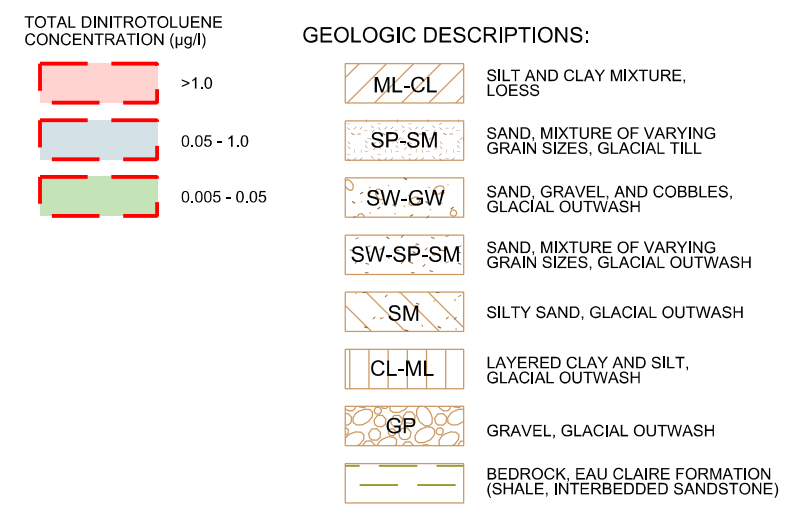 TOTAL DINITROTOLUENE
CONCENTRATION (µg/l)
>1.0
0.05 - 1.0
0.005 - 0.05
GEOLOGIC DESCRIPTIONS:
ML-CL
SILT AND CLAY MIXTURE,
LOESS
SP-SM
SAND, MIXTURE OF VARYING
GRAIN SIZES, GLACIAL TILL
SW-GW
SAND, GRAVEL, AND COBBLES,
GLACIAL OUTWASH
SW-SP-SM
SAND, MIXTURE OF VARYING
GRAIN SIZES, GLACIAL OUTWASH
SM
SILTY SAND, GLACIAL OUTWASH
CL-ML
LAYERED CLAY AND SILT,
GLACIAL OUTWASH
GP
GRAVEL, GLACIAL OUTWASH
BEDROCK, EAU CLAIRE FORMATION
(SHALE, INTERBEDDED SANDSTONE)